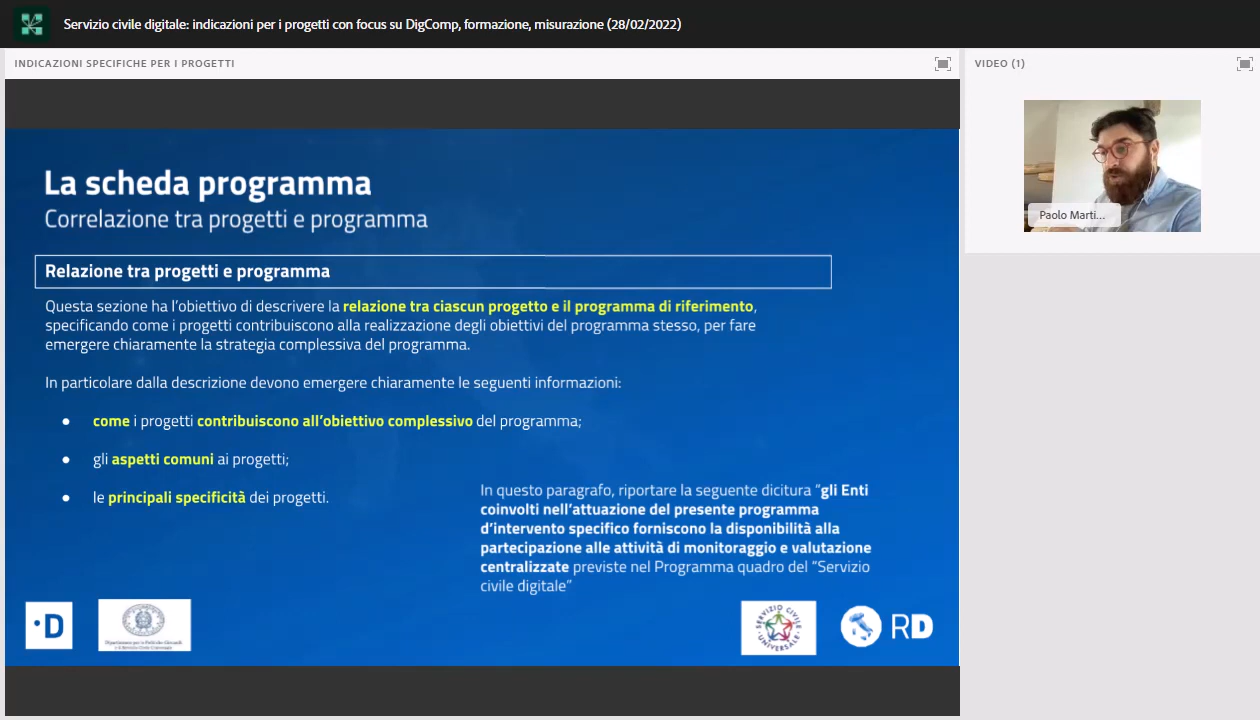 Servizio civile digitale: indicazioni per i progetti con focus su DigComp, formazione, misurazione (28/02/2022)
INDICAZIONI SPECIFICHE PER I PROGETTI
VIDEO (1)
Paolo Marti...
La scheda programma
Correlazione tra progetti e programma
Relazione tra progetti e programma
Questa sezione ha l'obiettivo di descrivere la relazione tra ciascun progetto e il programma di riferimento,
specificando come i progetti contribuiscono alla realizzazione degli obiettivi del programma stesso, per fare
emergere chiaramente la strategia complessiva del programma.
In particolare dalla descrizione devono emergere chiaramente le seguenti informazioni:
● come i progetti contribuiscono all'obiettivo complessivo del programma;
● gli aspetti comuni ai progetti;
● le principali specificità dei progetti.
In questo paragrafo, riportare la seguente dicitura "gli Enti
coinvolti nell'attuazione del presente programma
d'intervento specifico forniscono la disponibilità alla
partecipazione alle attività di monitoraggio e valutazione
centralizzate previste nel Programma quadro del "Servizio
civile digitale"
D
SERVIZIO CIVILE
UNIVERSALE
RD